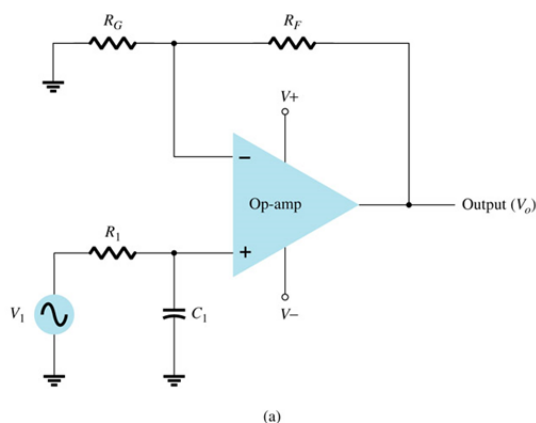 R_G
R_F
V+
−
Op-amp
Output (V_o)
R_1
+
V_1
C_1
V−
(a)